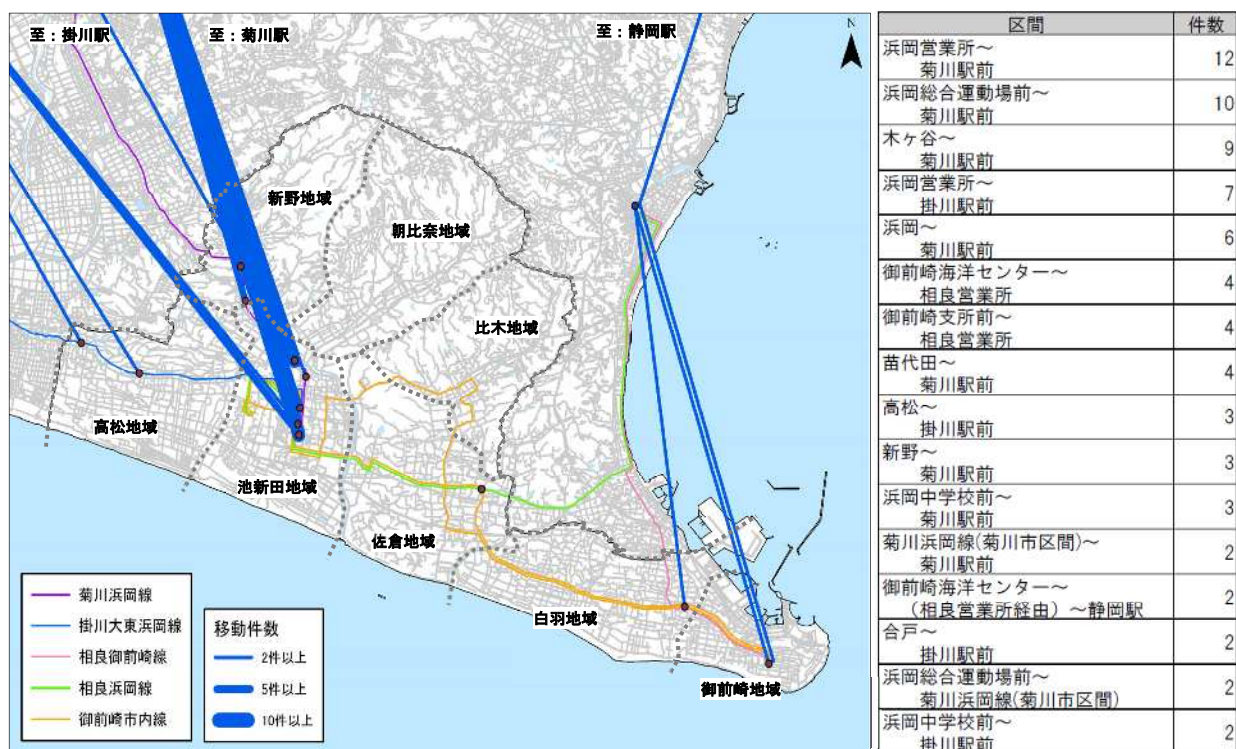 至：掛川駅
至：菊川駅
至：静岡駅
N
新野地域
朝比奈地域
比木地域
高松地域
池新田地域
佐倉地域
白羽地域
御前崎地域
菊川浜岡線
掛川大東浜岡線
相良御前崎線
相良浜岡線
御前崎市内線
移動件数
2件以上
5件以上
10件以上
区間 件数
浜岡営業所～
菊川駅前 12
浜岡総合運動場前～
菊川駅前 10
木ヶ谷～
菊川駅前 9
浜岡営業所～
掛川駅前 7
浜岡～
菊川駅前 6
御前崎海洋センター～
相良営業所 4
御前崎支所前～
相良営業所 4
苗代田～
菊川駅前 4
高松～
掛川駅前 3
新野～
菊川駅前 3
浜岡中学校前～
菊川駅前 3
菊川浜岡線(菊川市区間)～
菊川駅前 2
御前崎海洋センター～
（相良営業所経由）～静岡駅 2
合戸～
掛川駅前 2
浜岡総合運動場前～
菊川浜岡線(菊川市区間) 2
浜岡中学校前～
掛川駅前 2